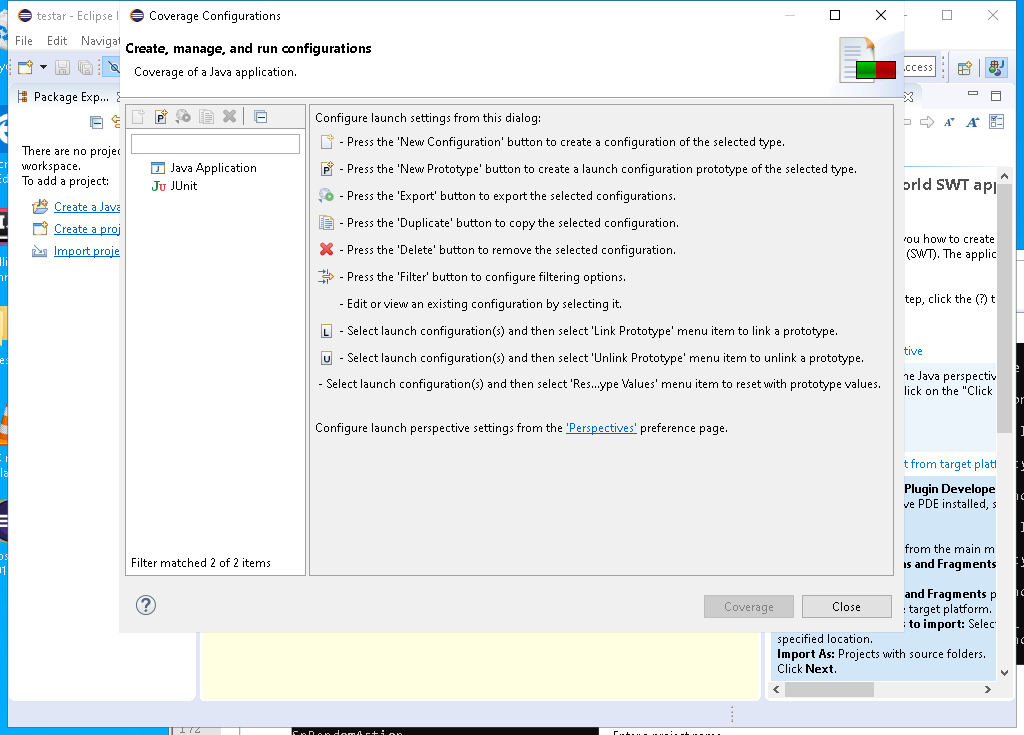 testar - Eclipse
Coverage Configurations
File Edit Navigat
Create, manage, and run configurations
Coverage of a Java application.
Package Exp...
There are no
workspace.
To add a project:
Create a Java
Create a
Import
Java Application
JUnit
Filter matched 2 of 2 items
Configure launch settings from this dialog:
- Press the 'New Configuration' button to create a configuration of the selected type.
- Press the 'New Prototype' button to create a launch configuration prototype of the selected type.
- Press the 'Export' button to export the selected configurations.
- Press the 'Duplicate' button to copy the selected configuration.
- Press the 'Delete' button to remove the selected configuration.
- Press the 'Filter' button to configure filtering options.
- Edit or view an existing configuration by selecting it.
L - Select launch configuration(s) and then select 'Link Prototype' menu item to link a prototype.
U - Select launch configuration(s) and then select 'Unlink Prototype' menu item to unlink a prototype.
- Select launch configuration(s) and then select 'Res...ype Values' menu item to reset with prototype values.
Configure launch perspective settings from the 'Perspectives' preference page.
Coverage
Close
ccess
orld SWT app
you how to create
(SWT). The applic
tep, click the (?) t
tive
he Java perspectiv
lick on the "Click
t from target plat
Plugin Develope
ve PDE installed, s
from the main m
ns and Fragments
and Fragments p
e target platform.
s to import: Select
specified location.
Import As: Projects with source folders.
Click Next.
172